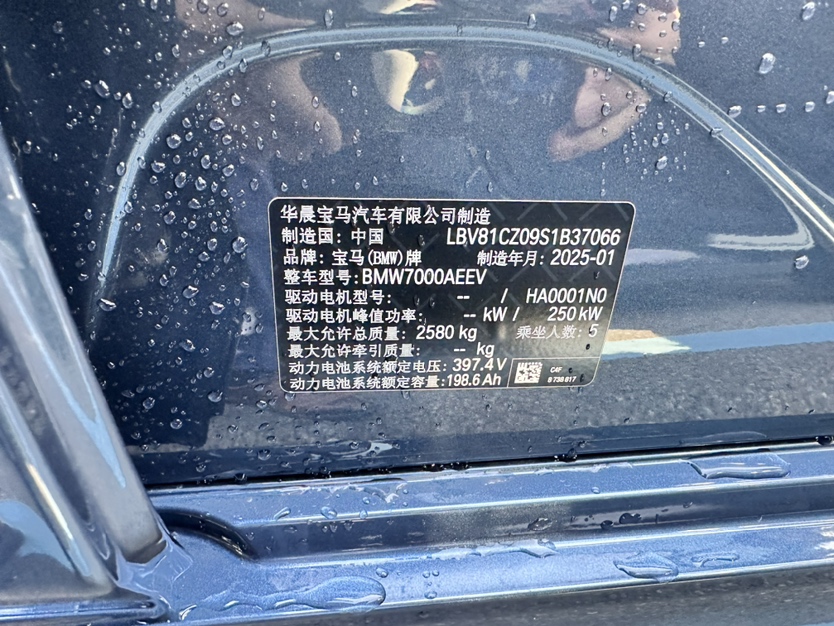 华晨宝马汽车有限公司制造
制造国: 中国 LBV81CZ09S1B37066
品牌: 宝马(BMW)牌 制造年月: 2025-01
整车型号: BMW7000AEEV
驱动电机型号: -- / HA0001N0
驱动电机峰值功率: -- kW / 250 kW
最大允许总质量: 2580 kg 乘坐人数: 5
最大允许牵引质量: -- kg
动力电池系统额定电压: 397.4 V
动力电池系统额定容量: 198.6 Ah
C4F
8 738 817